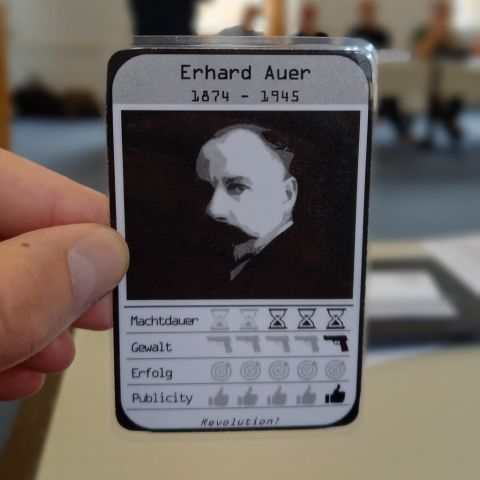 Erhard Auer
1874 - 1945
Machtdauer
Gewalt
Erfolg
Publicity
Revolution!